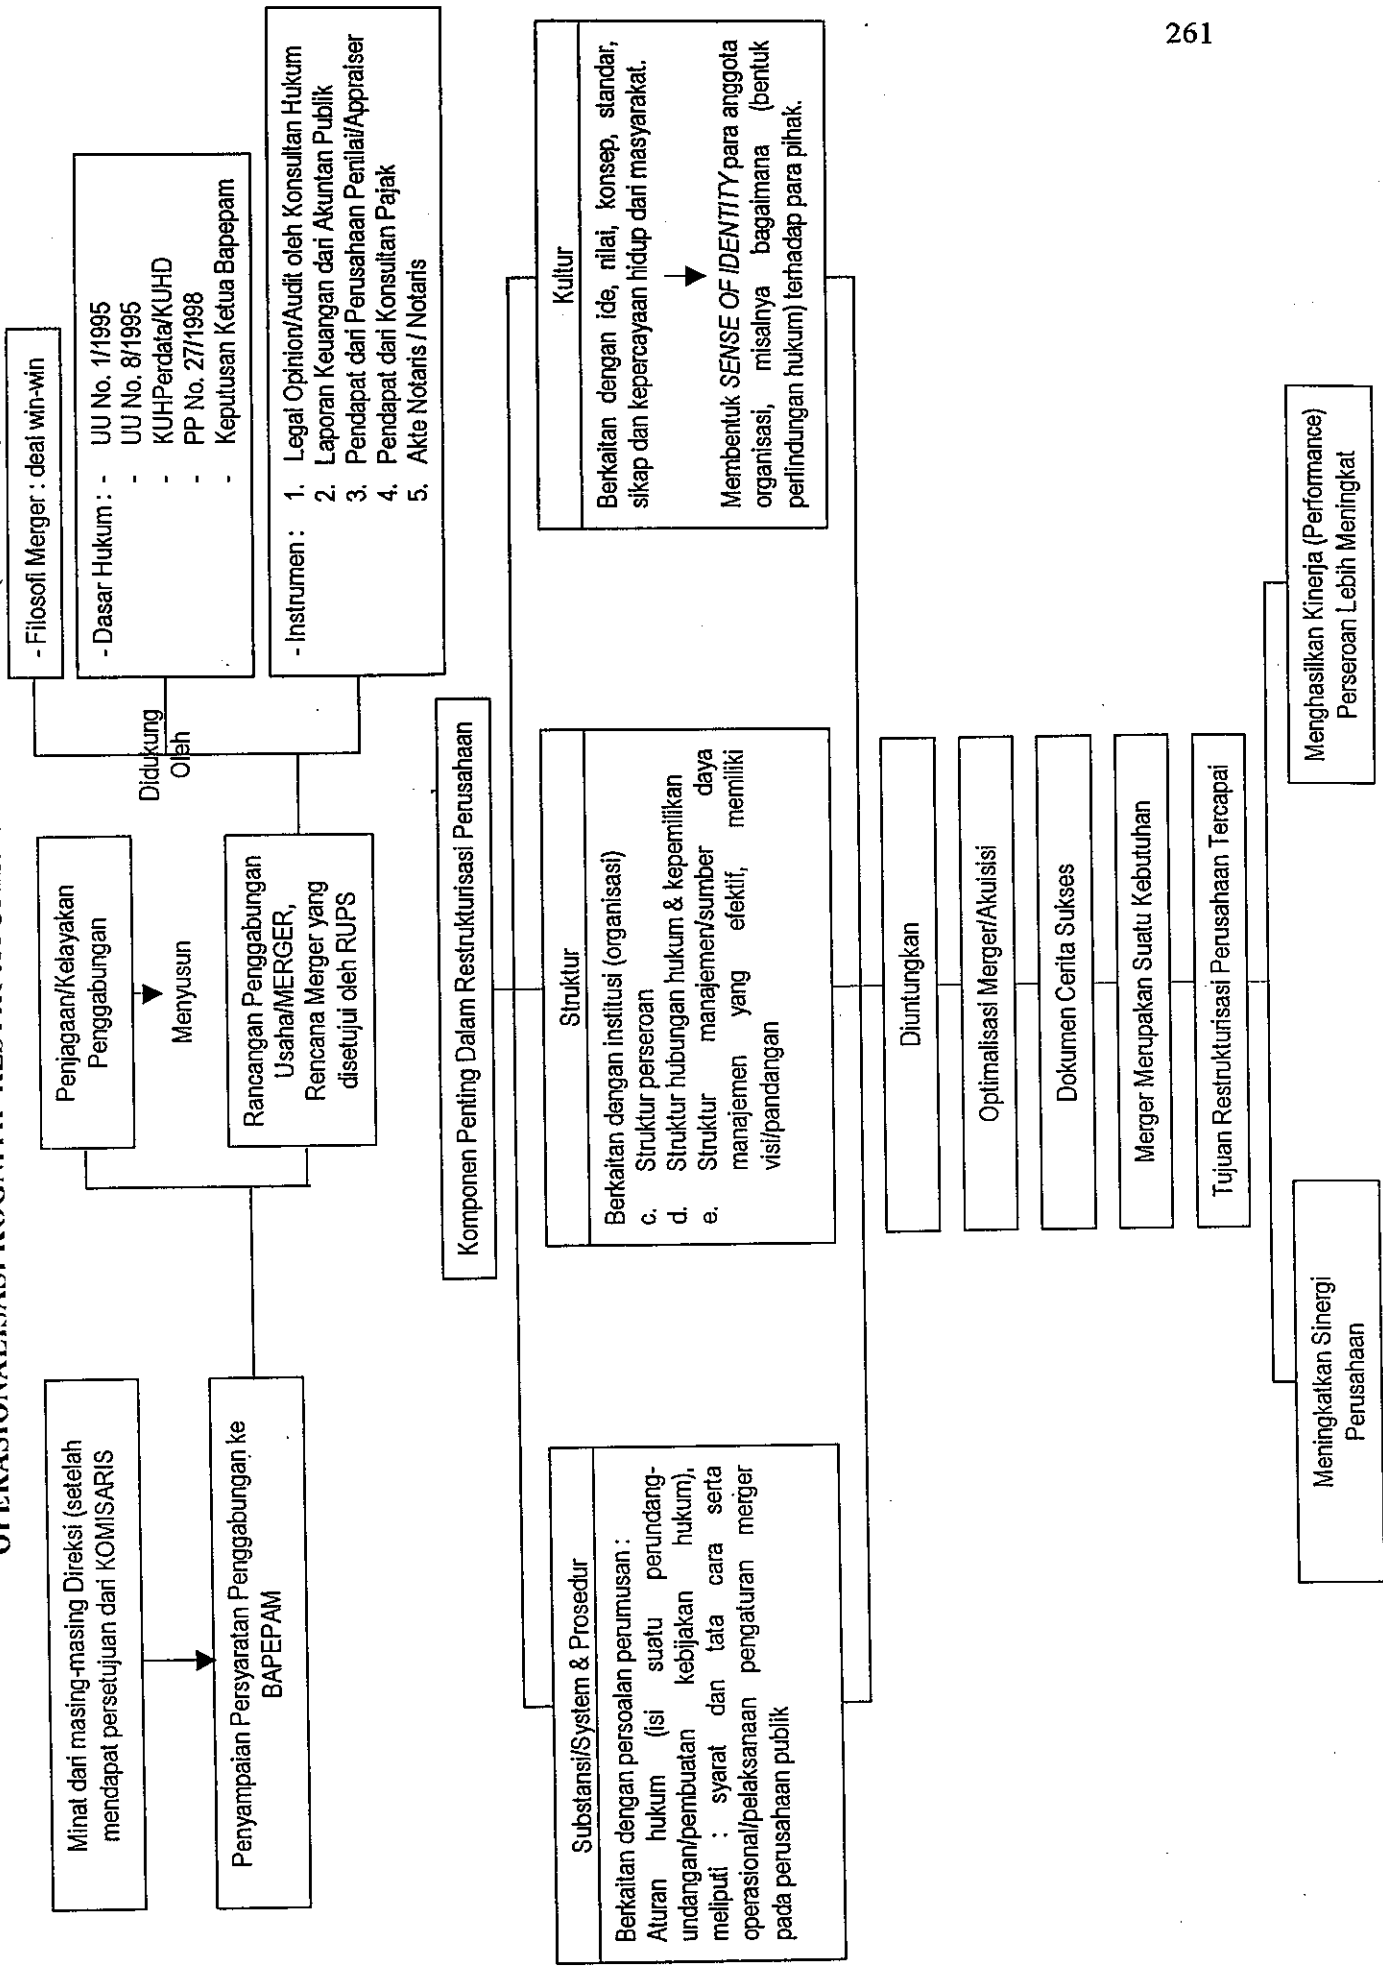 261
OPERASIONALISASI
Minat dari masing-masing Direksi (setelah
mendapat persetujuan dari KOMISARIS
Penyampaian Persyaratan Penggabungan ke
BAPEPAM
Penjagaan/Kelayakan
Penggabungan
Menyusun
Rancangan Penggabungan
Usaha/MERGER,
Rencana Merger yang
disetujui oleh RUPS
Didukung
Oleh
- Filosofi Merger : deal win-win
- Dasar Hukum : - UU No. 1/1995
- UU No. 8/1995
- KUHPerdata/KUHD
- PP No. 27/1998
- Keputusan Ketua Bapepam
- Instrumen : 1. Legal Opinion/Audit oleh Konsultan Hukum
2. Laporan Keuangan dari Akuntan Publik
3. Pendapat dari Perusahaan Penilai/Appraiser
4. Pendapat dari Konsultan Pajak
5. Akte Notaris / Notaris
Komponen Penting Dalam Restrukturisasi Perusahaan
Substansi/System & Prosedur
Berkaitan dengan persoalan perumusan :
Aturan hukum (isi suatu perundang-
undangan/pembuatan kebijakan hukum),
meliputi : syarat dan tata cara serta
operasional/pelaksanaan pengaturan merger
pada perusahaan publik
Struktur
Berkaitan dengan institusi (organisasi)
c. Struktur perseroan
d. Struktur hubungan hukum & kepemilikan
e. Struktur manajemen/sumber daya
manajemen yang efektif, memiliki
visi/pandangan
Kultur
Berkaitan dengan ide, nilai, konsep, standar,
sikap dan kepercayaan hidup dari masyarakat.
Membentuk SENSE OF IDENTITY para anggota
organisasi, misalnya bagaimana (bentuk
perlindungan hukum) terhadap para pihak.
Diuntungkan
Optimalisasi Merger/Akuisisi
Dokumen Cerita Sukses
Merger Merupakan Suatu Kebutuhan
Tujuan Restrukturisasi Perusahaan Tercapai
Meningkatkan Sinergi
Perusahaan
Menghasilkan Kinerja (Performance)
Perseroan Lebih Meningkat